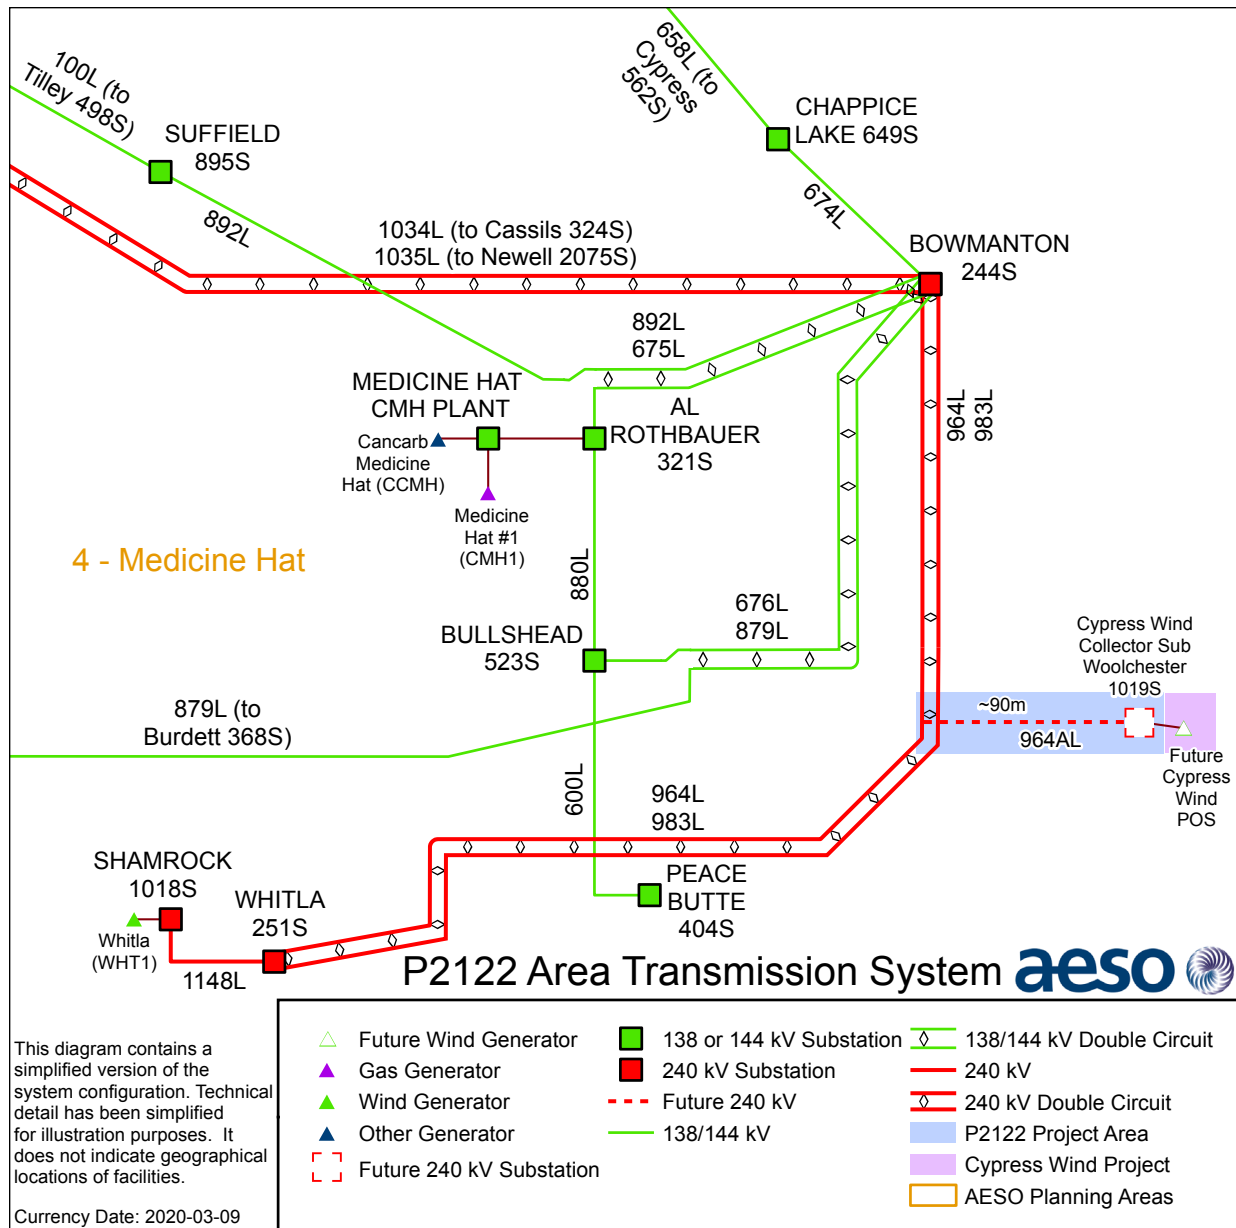 100L (to
Tilley 498S)
658L (to
Cypress
562S)
SUFFIELD
895S
CHAPPICE
LAKE 649S
892L
674L
1034L (to Cassils 324S)
1035L (to Newell 2075S)
BOWMANTON
244S
892L
675L
MEDICINE HAT
CMH PLANT
AL
ROTHBAUER
321S
964L
983L
Cancarb
Medicine
Hat (CCMH)
Medicine
Hat #1
(CMH1)
4 - Medicine Hat
880L
676L
879L
BULLSHEAD
523S
Cypress Wind
Collector Sub
Woolchester
1019S
879L (to
Burdett 368S)
~90m
964AL
Future
Cypress
Wind
POS
600L
964L
983L
SHAMROCK
1018S
WHITLA
251S
PEACE
BUTTE
404S
Whitla
(WHT1)
1148L
P2122 Area Transmission System
aeso
This diagram contains a
simplified version of the
system configuration. Technical
detail has been simplified
for illustration purposes. It
does not indicate geographical
locations of facilities.
Currency Date: 2020-03-09
Future Wind Generator
Gas Generator
Wind Generator
Other Generator
Future 240 kV Substation
138 or 144 kV Substation
240 kV Substation
Future 240 kV
138/144 kV
138/144 kV Double Circuit
240 kV
240 kV Double Circuit
P2122 Project Area
Cypress Wind Project
AESO Planning Areas